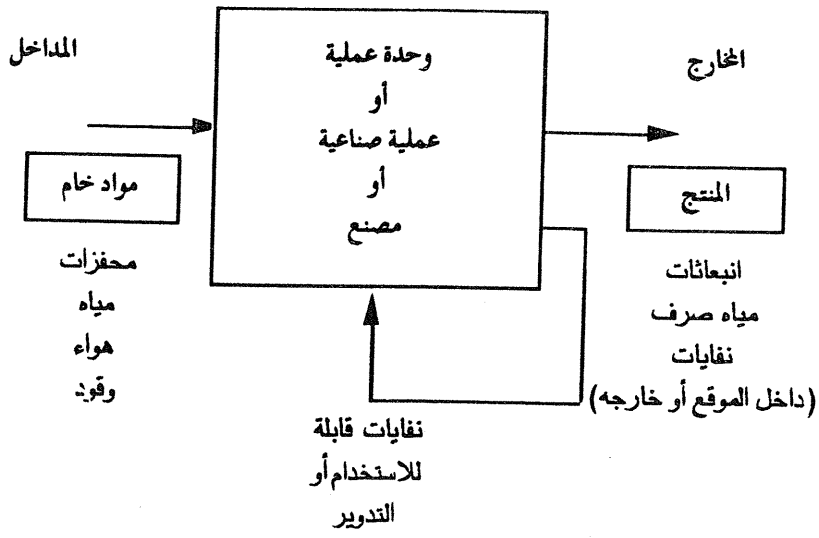 المداخل
مواد خام
محفزات
مياه
هواء
وقود
وحدة عملية
أو
عملية صناعية
أو
مصنع
المخارج
المنتج
انبعاثات
مياه صرف
نفايات
(داخل الموقع أو خارجه)
نفايات قابلة
للاستخدام أو
التدوير